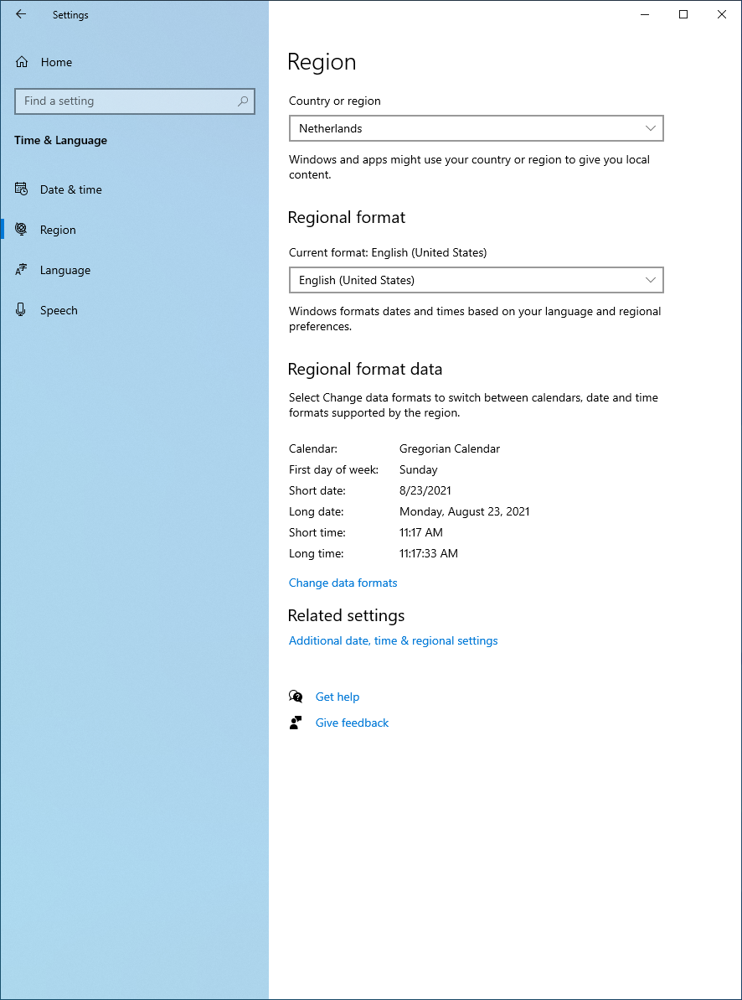 Settings
Home
Find a setting
Time & Language
Date & time
Region
Language
Speech
Region
Country or region
Netherlands
Windows and apps might use your country or region to give you local
content.
Regional format
Current format: English (United States)
English (United States)
Windows formats dates and times based on your language and regional
preferences.
Regional format data
Select Change data formats to switch between calendars, date and time
formats supported by the region.
Calendar: Gregorian Calendar
First day of week: Sunday
Short date: 8/23/2021
Long date: Monday, August 23, 2021
Short time: 11:17 AM
Long time: 11:17:33 AM
Change data formats
Related settings
Additional date, time & regional settings
Get help
Give feedback